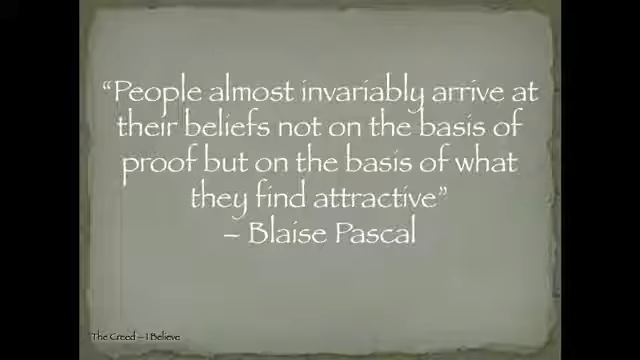 “People almost invariably arrive at
their beliefs not on the basis of
proof but on the basis of what
they find attractive”
– Blaise Pascal
The Creed – I Believe